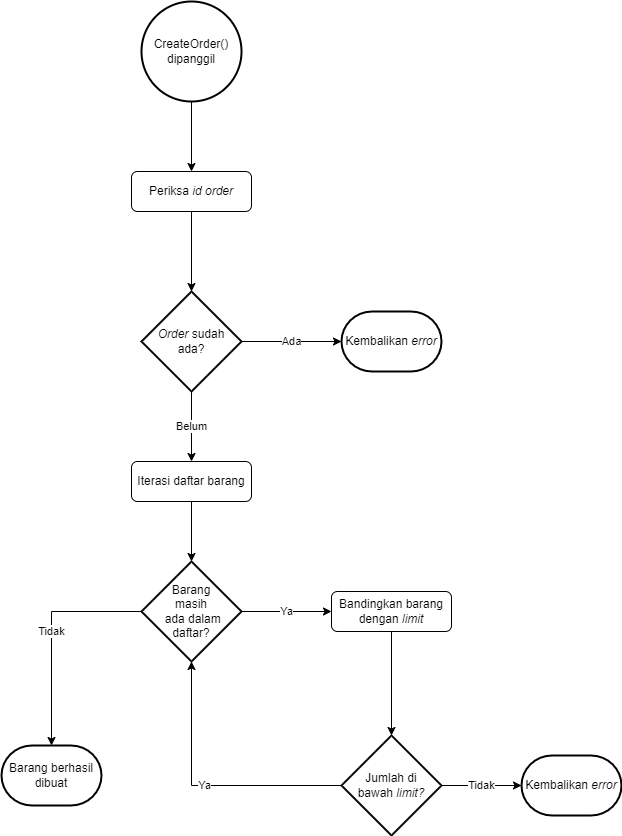 CreateOrder()
dipanggil
Periksa id order
Order sudah
ada?
Ada
Kembalikan error
Belum
Iterasi daftar barang
Barang
masih
ada dalam
daftar?
Ya
Bandingkan barang
dengan limit
Tidak
Barang berhasil
dibuat
Ya
Jumlah di
bawah limit?
Tidak
Kembalikan error